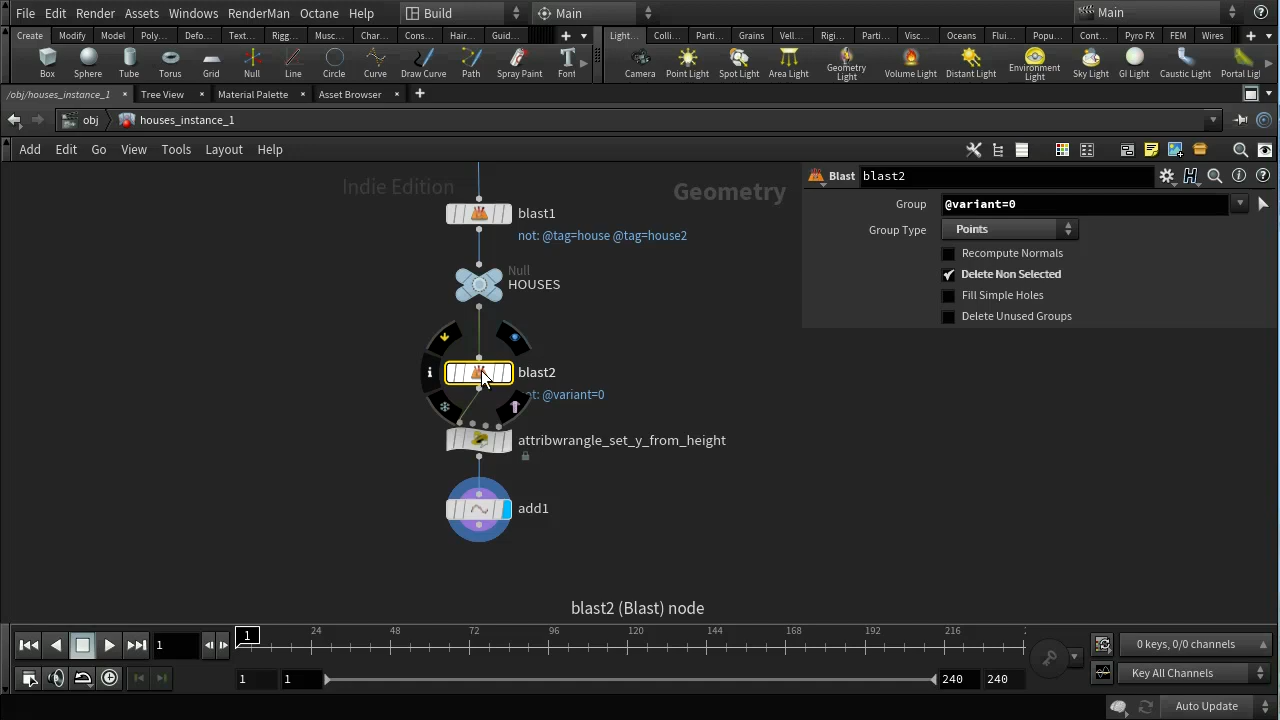 File Edit Render Assets Windows RenderMan Octane Help Build Main Main
Create Modify Model Poly... Defo... Text... Rigg... Musc... Char... Cons... Hair... Guid... Light... Colli... Parti... Grains Vell... Rigi... Parti... Visc... Oceans Flui... Popu... Cont... Pyro FX FEM Wires
Box Sphere Tube Torus Grid Null Line Circle Curve Draw Curve Path Spray Paint Font Camera Point Light Spot Light Area Light Geometry Light Volume Light Distant Light Environment Light Sky Light GI Light Caustic Light Portal Ligl
/obj/houses_instance_1 × Tree View × Material Palette × Asset Browser × +
obj houses_instance_1
Add Edit Go View Tools Layout Help
Indie Edition
Geometry
blast1
not: @tag=house @tag=house2
Null
HOUSES
blast2
ot: @variant=0
attribwrangle_set_y_from_height
add1
Blast blast2
Group @variant=0
Group Type Points
Recompute Normals
Delete Non Selected
Fill Simple Holes
Delete Unused Groups
blast2 (Blast) node
1 1 24 48 72 96 120 144 168 192 216
0 keys, 0/0 channels
1 1 240 240
Key All Channels
Auto Update